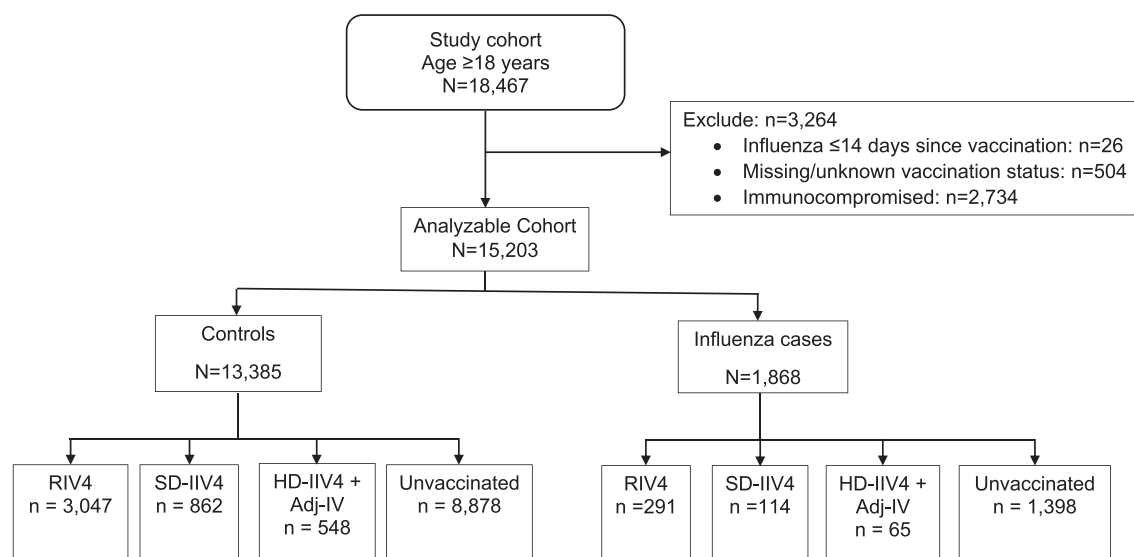 Study cohort
Age ≥18 years
N=18,467
Exclude: n=3,264
• Influenza ≤14 days since vaccination: n=26
• Missing/unknown vaccination status: n=504
• Immunocompromised: n=2,734
Analyzable Cohort
N=15,203
Controls
N=13,385
Influenza cases
N=1,868
RIV4
n = 3,047
SD-IIV4
n = 862
HD-IIV4 +
Adj-IV
n = 548
Unvaccinated
n = 8,878
RIV4
n =291
SD-IIV4
n =114
HD-IIV4 +
Adj-IV
n = 65
Unvaccinated
n = 1,398